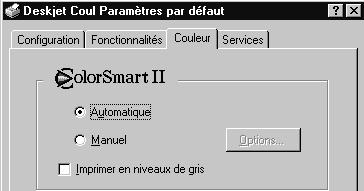 Deskjet Coul Paramètres par défaut
Configuration Fonctionnalités Couleur Services
ColorSmart II
Automatique
Manuel Options...
Imprimer en niveaux de gris